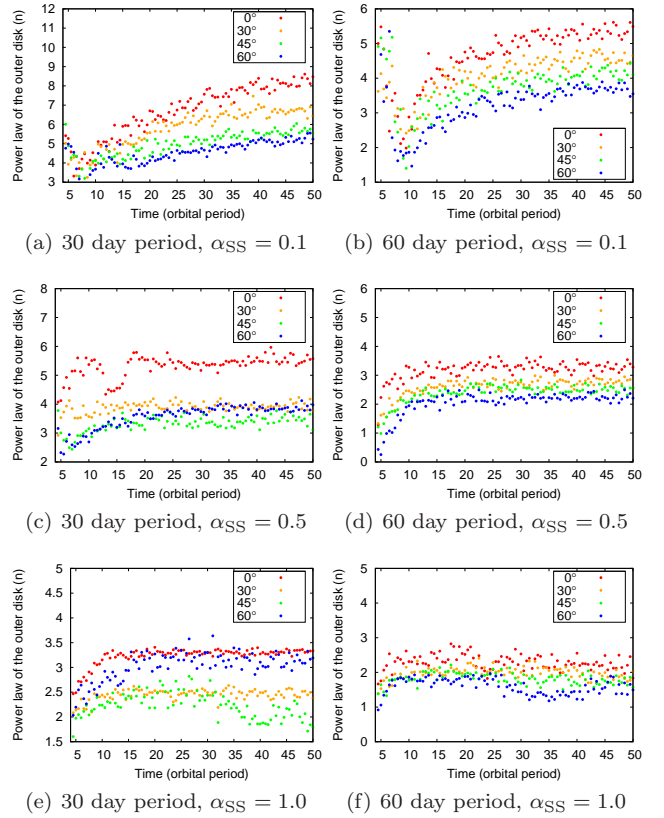 Power law of the outer disk (n)
12
11
10
9
8
7
6
5
4
3
0°
30°
45°
60°
5 10 15 20 25 30 35 40 45 50
Time (orbital period)
(a) 30 day period, αSS = 0.1
Power law of the outer disk (n)
6
5
4
3
2
1
0°
30°
45°
60°
5 10 15 20 25 30 35 40 45 50
Time (orbital period)
(b) 60 day period, αSS = 0.1
Power law of the outer disk (n)
8
7
6
5
4
3
2
0°
30°
45°
60°
5 10 15 20 25 30 35 40 45 50
Time (orbital period)
(c) 30 day period, αSS = 0.5
Power law of the outer disk (n)
6
5
4
3
2
1
0
0°
30°
45°
60°
5 10 15 20 25 30 35 40 45 50
Time (orbital period)
(d) 60 day period, αSS = 0.5
Power law of the outer disk (n)
5
4.5
4
3.5
3
2.5
2
1.5
0°
30°
45°
60°
5 10 15 20 25 30 35 40 45 50
Time (orbital period)
(e) 30 day period, αSS = 1.0
Power law of the outer disk (n)
5
4
3
2
1
0
0°
30°
45°
60°
5 10 15 20 25 30 35 40 45 50
Time (orbital period)
(f) 60 day period, αSS = 1.0